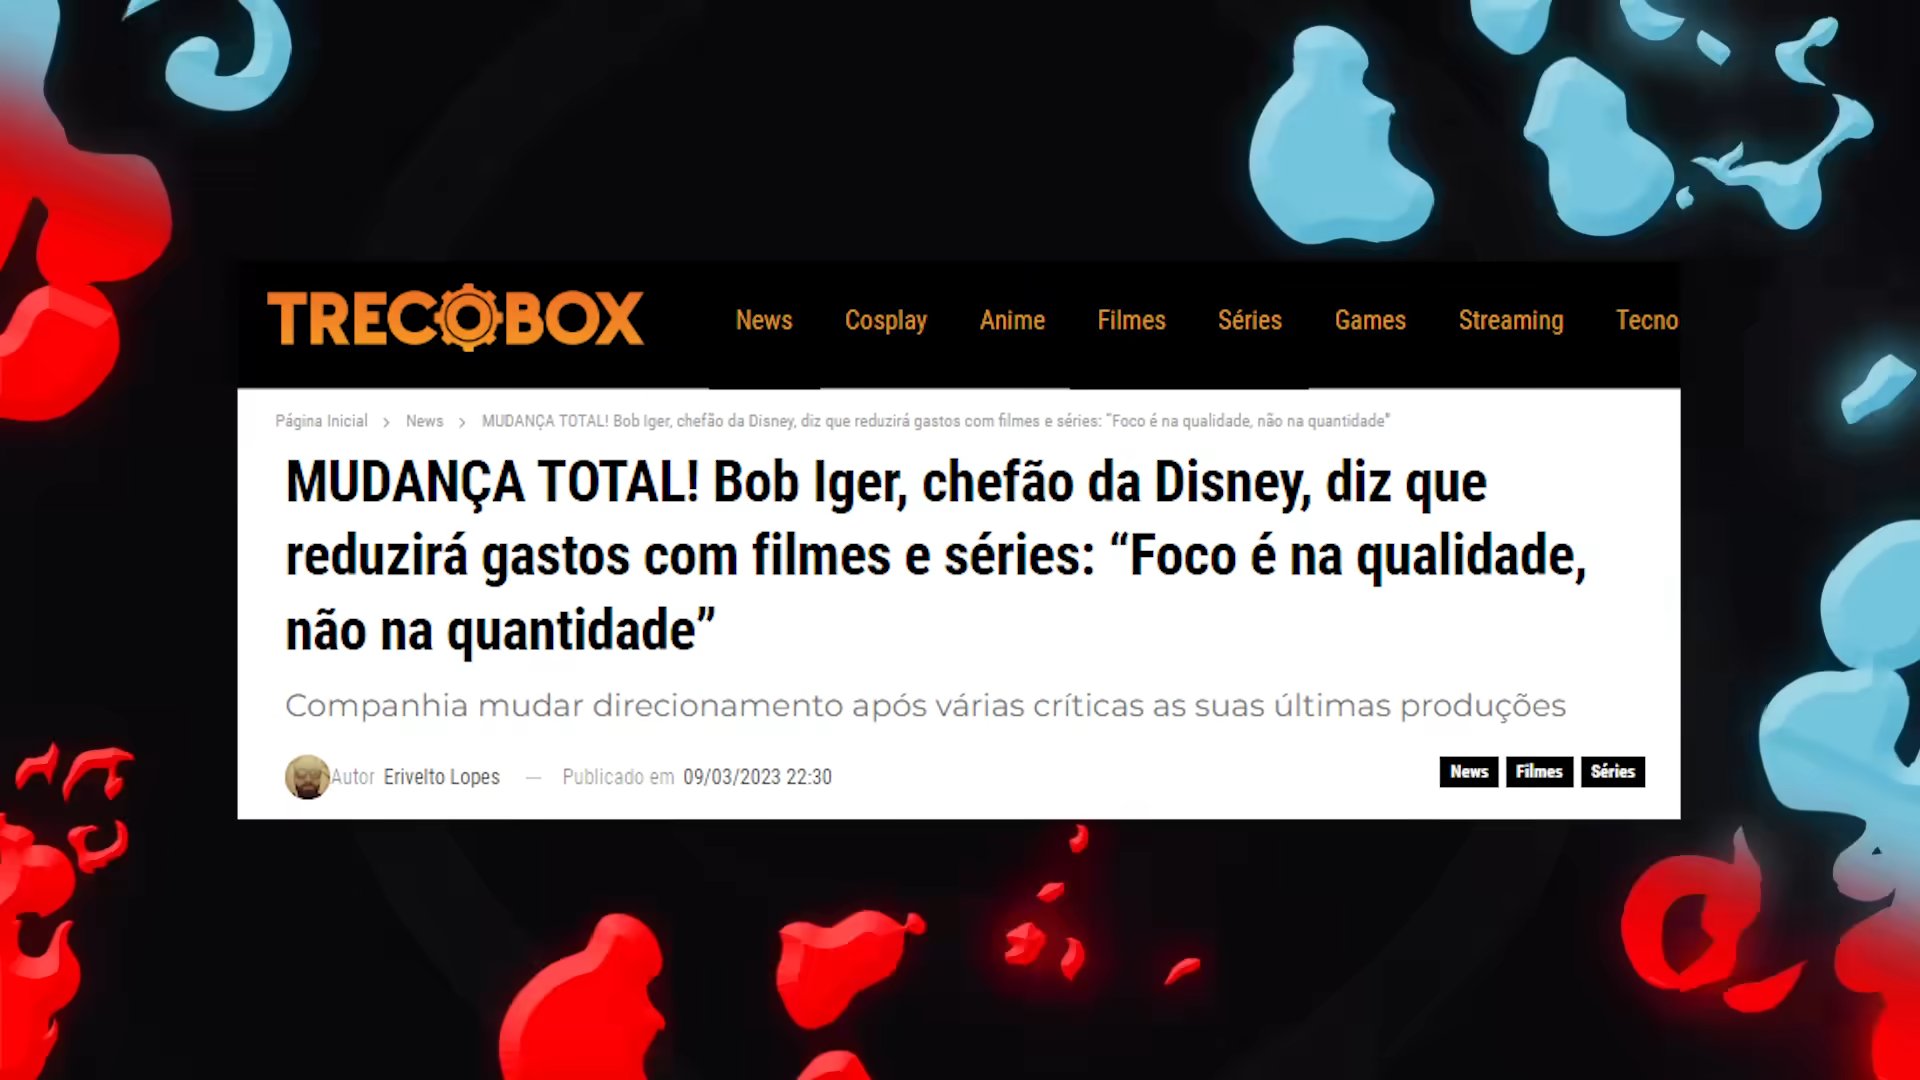 TRECOBOX
News Cosplay Anime Filmes Séries Games Streaming Tecno
Página Inicial > News > MUDANÇA TOTAL! Bob Iger, chefão da Disney, diz que reduzirá gastos com filmes e séries: “Foco é na qualidade, não na quantidade”
MUDANÇA TOTAL! Bob Iger, chefão da Disney, diz que
reduzirá gastos com filmes e séries: “Foco é na qualidade,
não na quantidade”
Companhia mudar direcionamento após várias críticas as suas últimas produções
Autor Erivelto Lopes — Publicado em 09/03/2023 22:30
News Filmes Séries